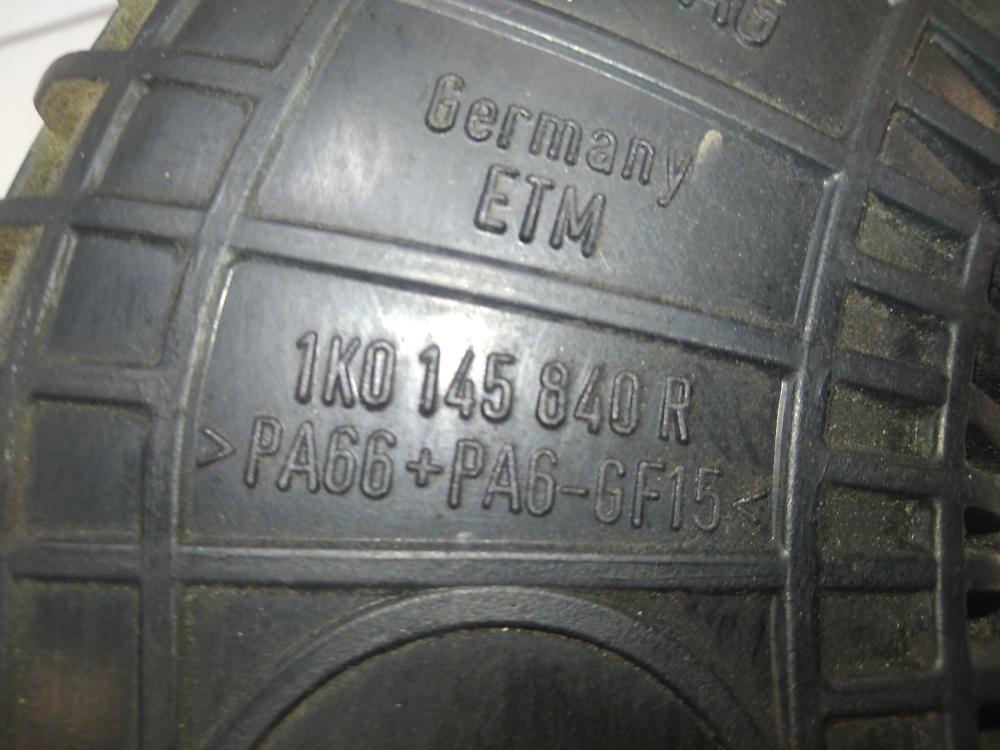 Germany
ETM
1K0 145 840 R
>PA66+PA6-GF15<